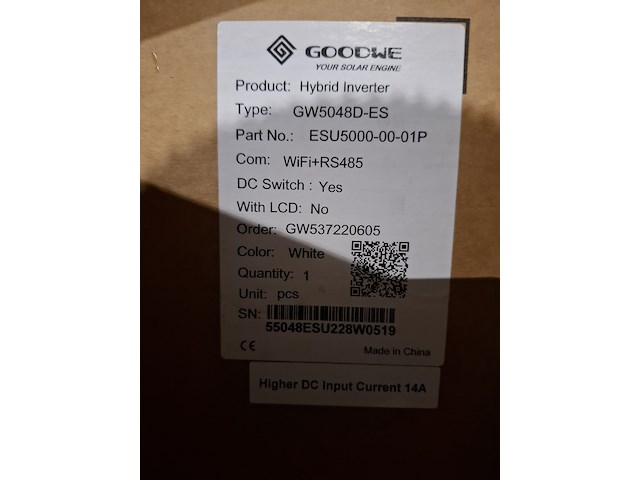 GOODWE
YOUR SOLAR ENGINE
Product: Hybrid Inverter
Type: GW5048D-ES
Part No.: ESU5000-00-01P
Com: WiFi+RS485
DC Switch : Yes
With LCD: No
Order: GW537220605
Color: White
Quantity: 1
Unit: pcs
SN:
55048ESU228W0519
CE Made in China
Higher DC Input Current 14A